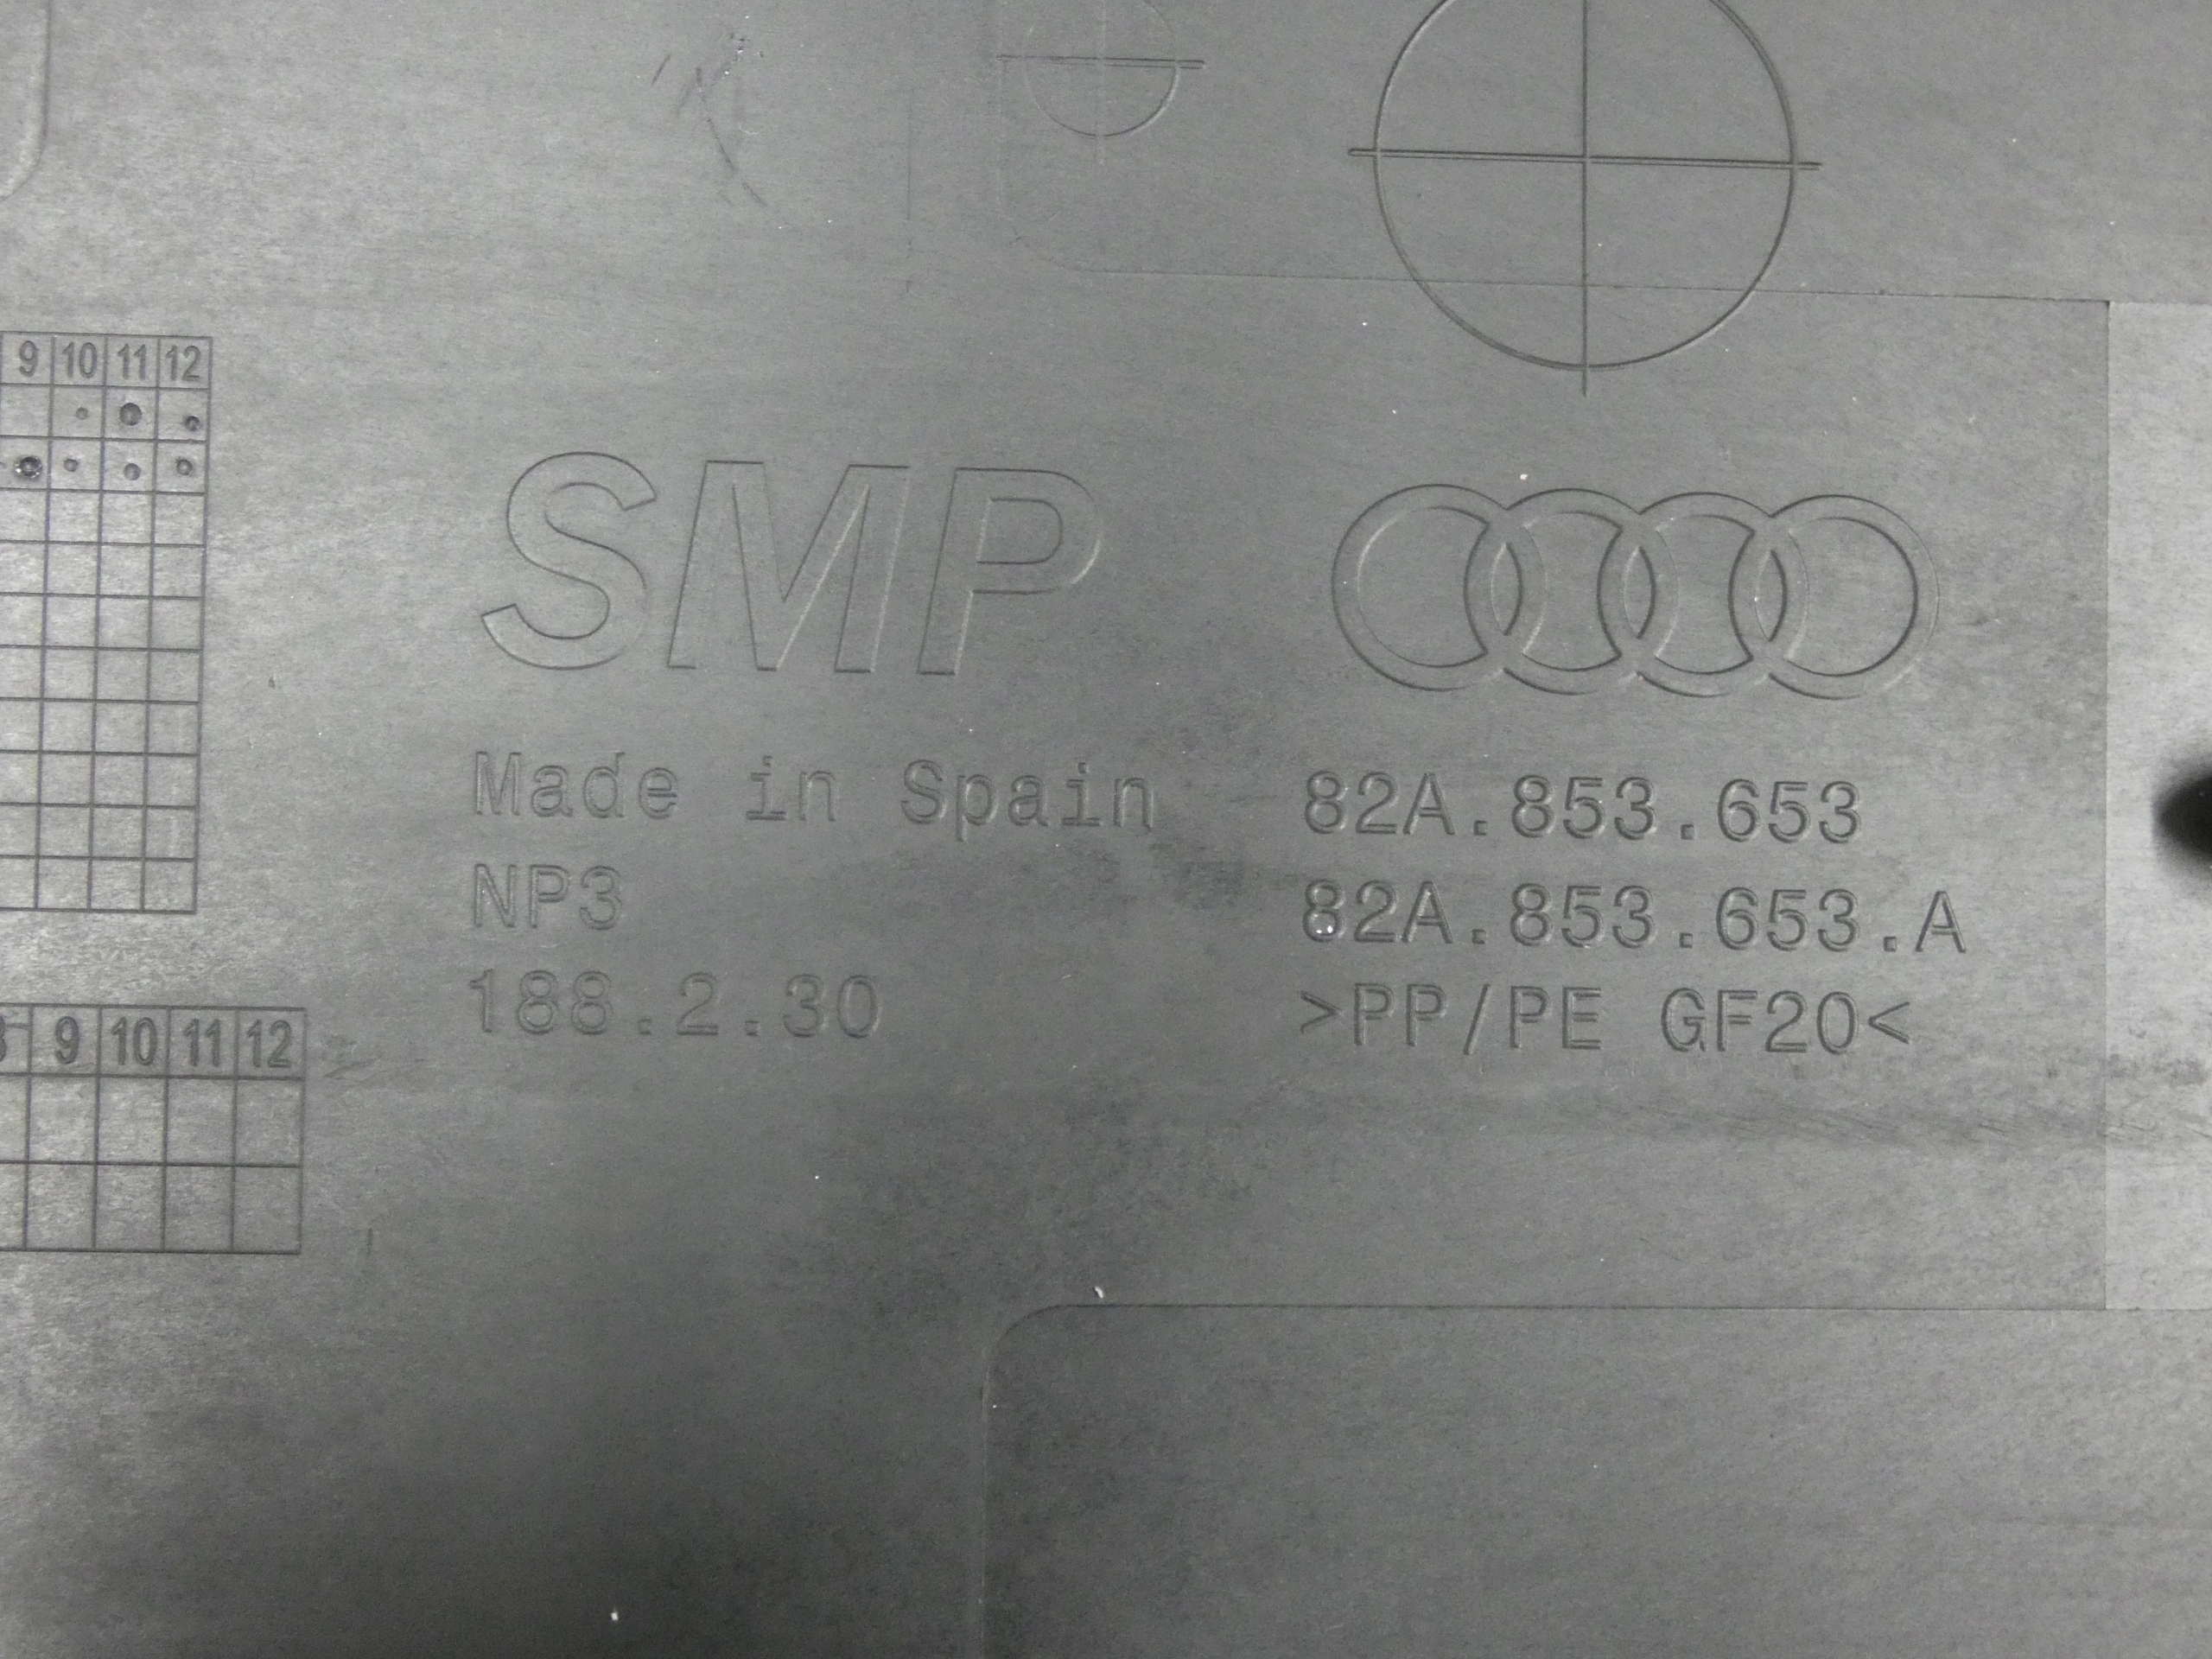 9 10 11 12
SMP
Made in Spain
NP3
188.2.30
82A.853.653
82A.853.653.A
>PP/PE GF20<
9 10 11 12